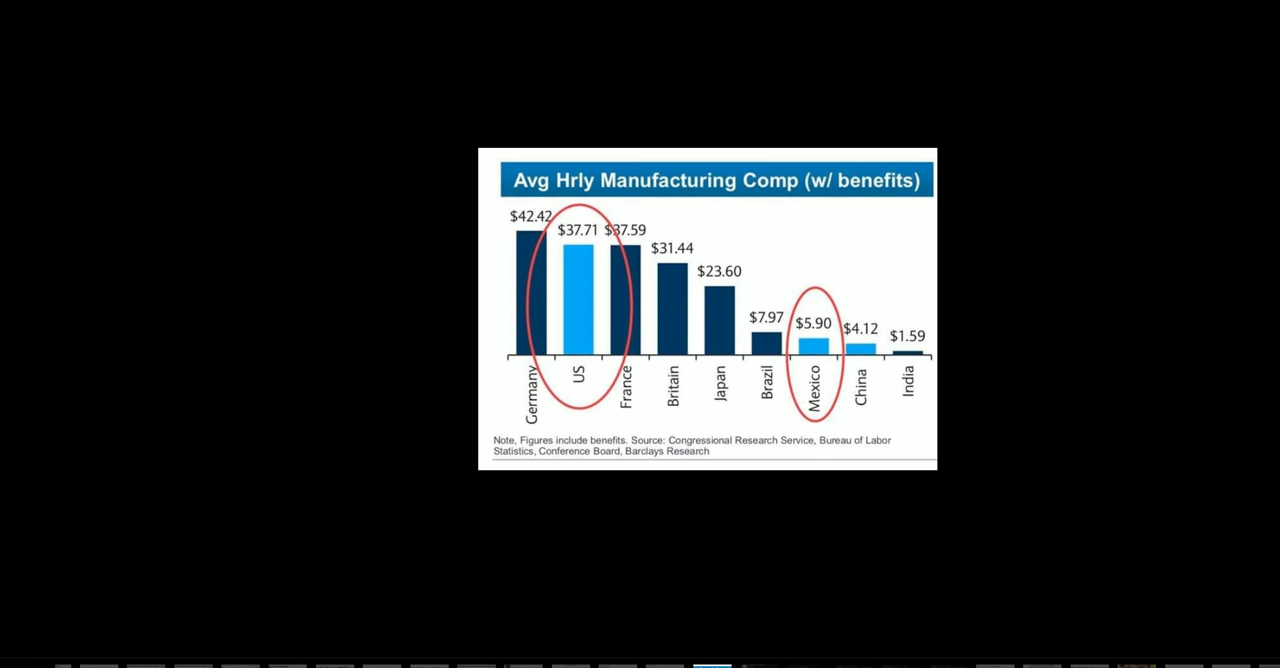 Avg Hrly Manufacturing Comp (w/ benefits)
$42.42
$37.71
$37.59
$31.44
$23.60
$7.97
$5.90
$4.12
$1.59
Germany
US
France
Britain
Japan
Brazil
Mexico
China
India
Note, Figures include benefits. Source: Congressional Research Service, Bureau of Labor
Statistics, Conference Board, Barclays Research